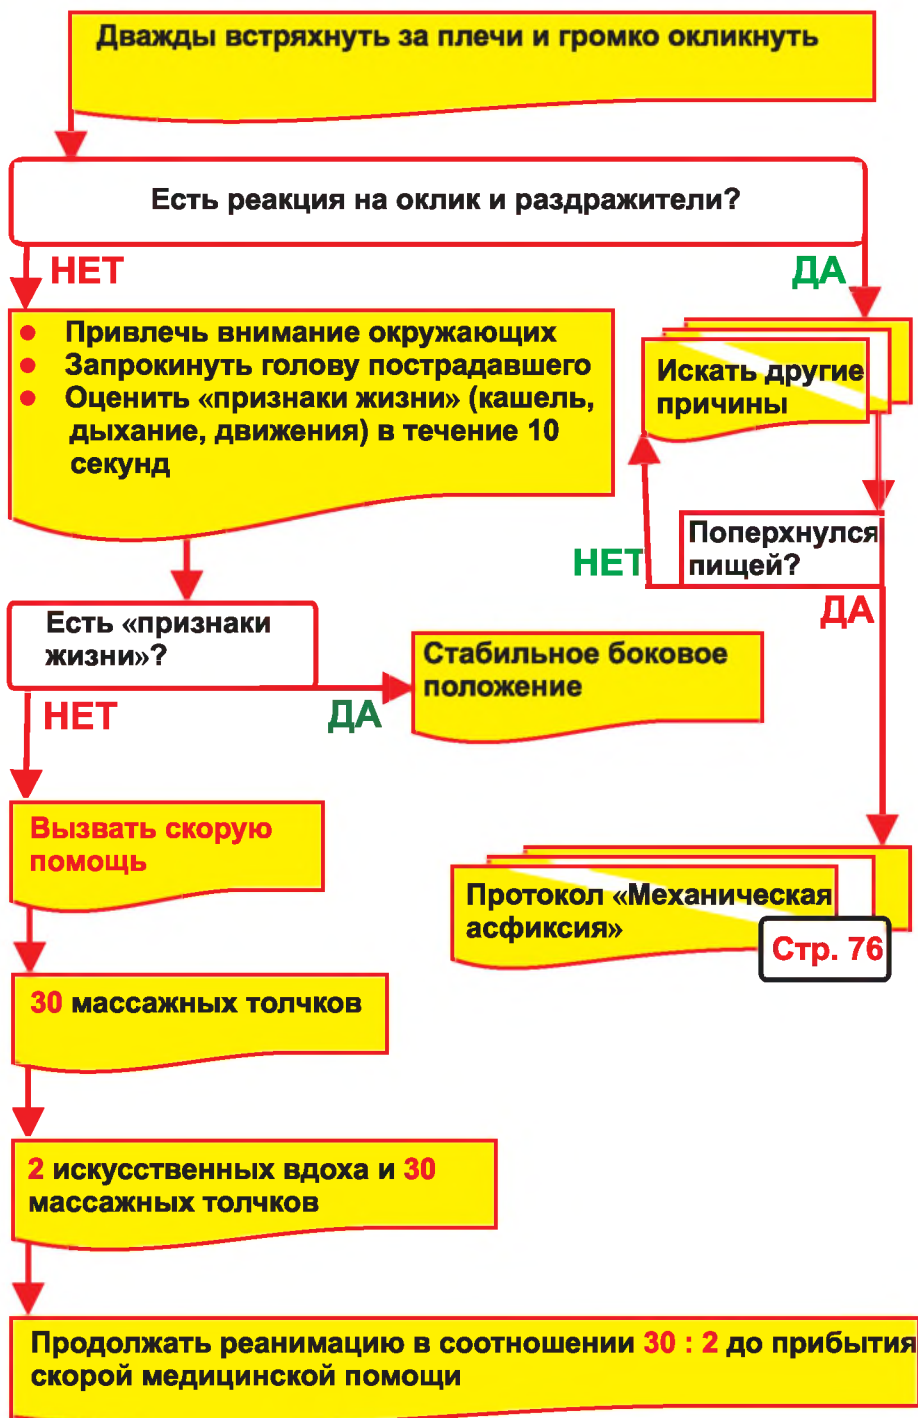 Дважды встряхнуть за плечи и громко окликнуть
Есть реакция на оклик и раздражители?
НЕТ
ДА
• Привлечь внимание окружающих
• Запрокинуть голову пострадавшего
• Оценить «признаки жизни» (кашель,
дыхание, движения) в течение 10
секунд
Искать другие
причины
Поперхнулся
пищей?
НЕТ
ДА
Есть «признаки
жизни»?
Стабильное боковое
положение
НЕТ
ДА
Вызвать скорую
помощь
Протокол «Механическая
асфиксия»
Стр. 76
30 массажных толчков
2 искусственных вдоха и 30
массажных толчков
Продолжать реанимацию в соотношении 30 : 2 до прибытия
скорой медицинской помощи